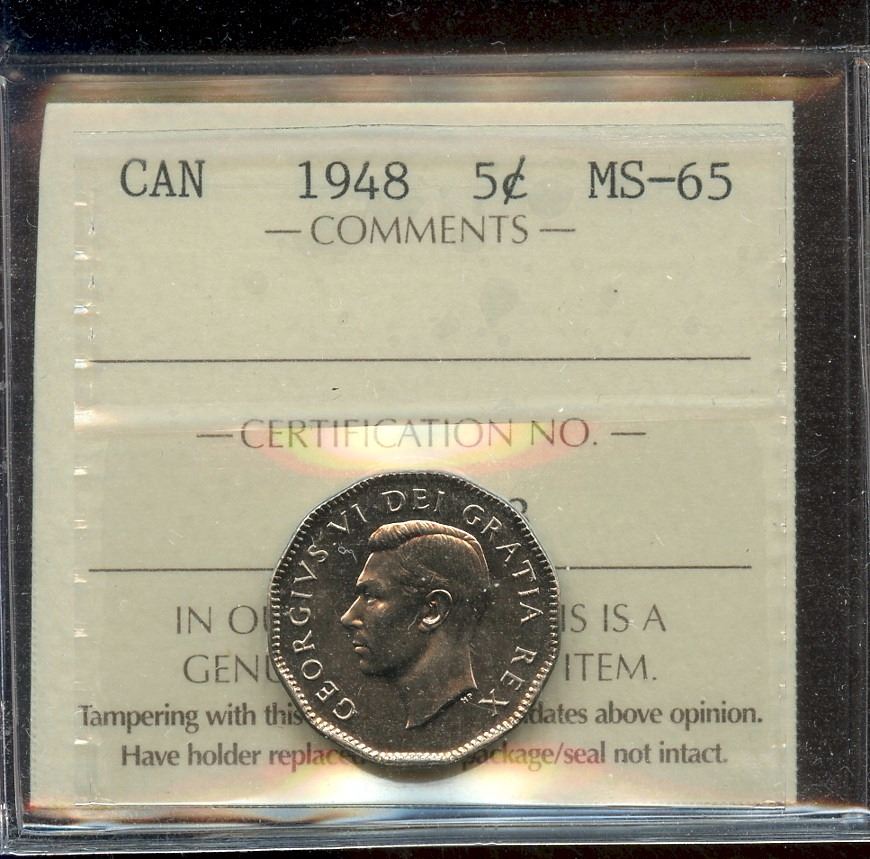 CAN 1948 5¢ MS-65
— COMMENTS —
— CERTIFICATION NO. —
GEORGIVS VI DEI GRATIA REX
HP
IN OU IS IS A
GENU ITEM.
Tampering with this dates above opinion.
Have holder replace package/seal not intact.